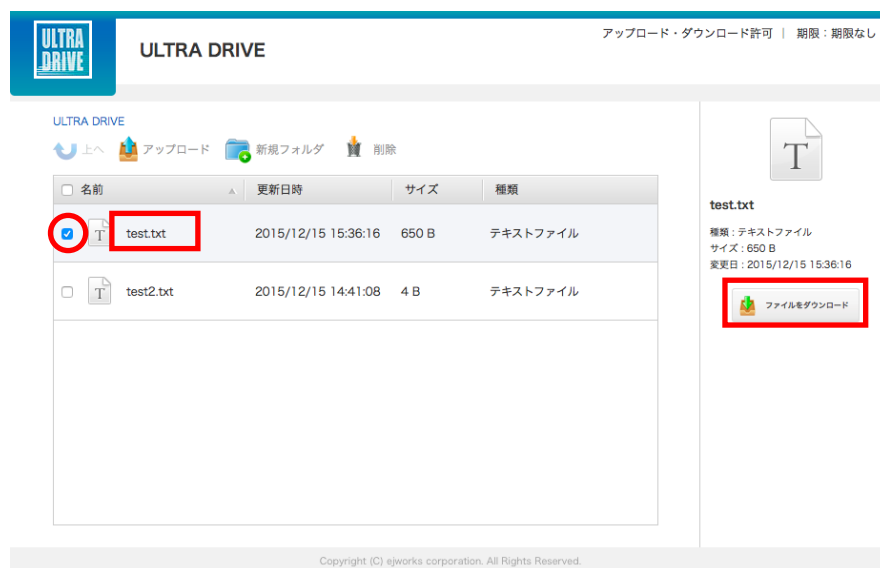 ULTRA
DRIVE
ULTRA DRIVE
アップロード・ダウンロード許可 | 期限：期限なし
ULTRA DRIVE
上へ アップロード 新規フォルダ 削除
名前 更新日時 サイズ 種類
T test.txt 2015/12/15 15:36:16 650 B テキストファイル
T test2.txt 2015/12/15 14:41:08 4 B テキストファイル
T
test.txt
種類 : テキストファイル
サイズ : 650 B
変更日 : 2015/12/15 15:36:16
ファイルをダウンロード
Copyright (C) ejworks corporation. All Rights Reserved.